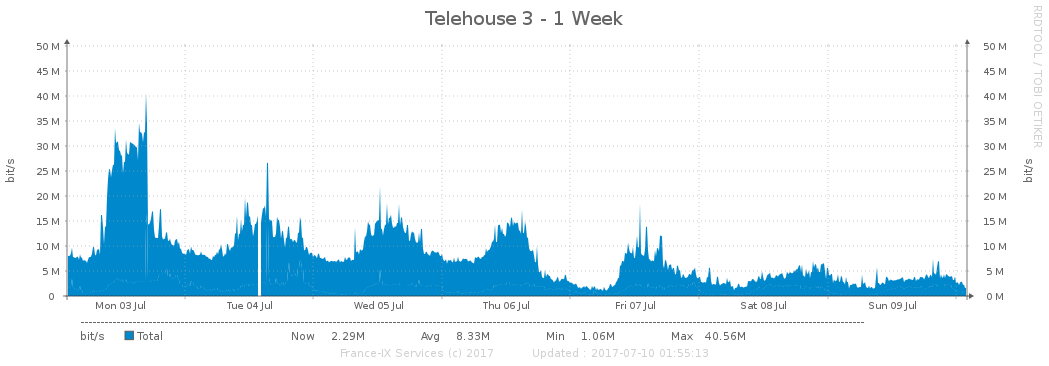 Telehouse 3 - 1 Week
RRDTOOL / TOBI OETIKER
bit/s
50 M 50 M
45 M 45 M
40 M 40 M
35 M 35 M
30 M 30 M
25 M 25 M
20 M 20 M
15 M 15 M
10 M 10 M
5 M 5 M
0 0 M
bit/s
Mon 03 Jul Tue 04 Jul Wed 05 Jul Thu 06 Jul Fri 07 Jul Sat 08 Jul Sun 09 Jul
bit/s Total Now 2.29M Avg 8.33M Min 1.06M Max 40.56M
France-IX Services (c) 2017 Updated : 2017-07-10 01:55:13